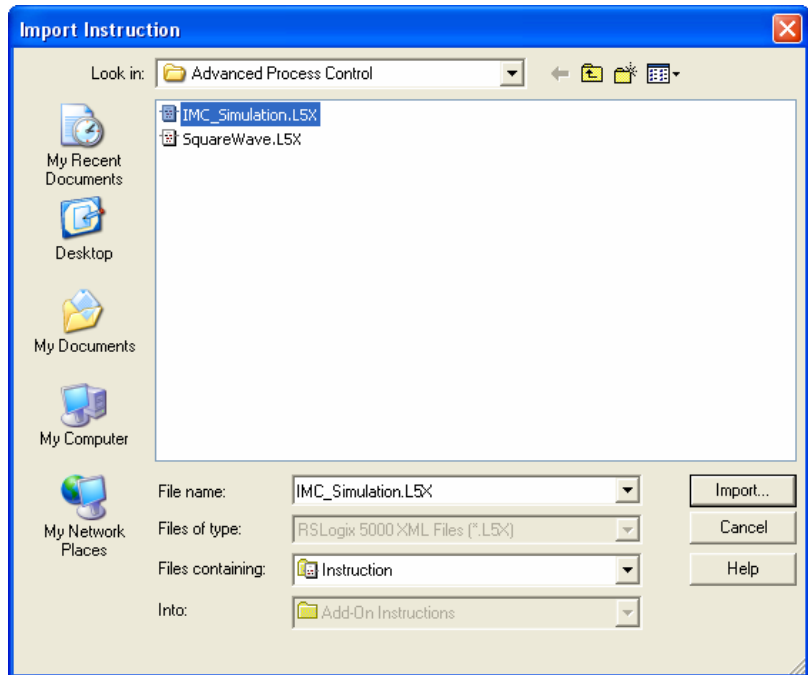 Import Instruction
Look in: Advanced Process Control
IMC_Simulation.L5X
SquareWave.L5X
My Recent
Documents
Desktop
My Documents
My Computer
My Network
Places
File name: IMC_Simulation.L5X Import...
Files of type: RSLogix 5000 XML Files (*.L5X) Cancel
Files containing: Instruction Help
Into: Add-On Instructions